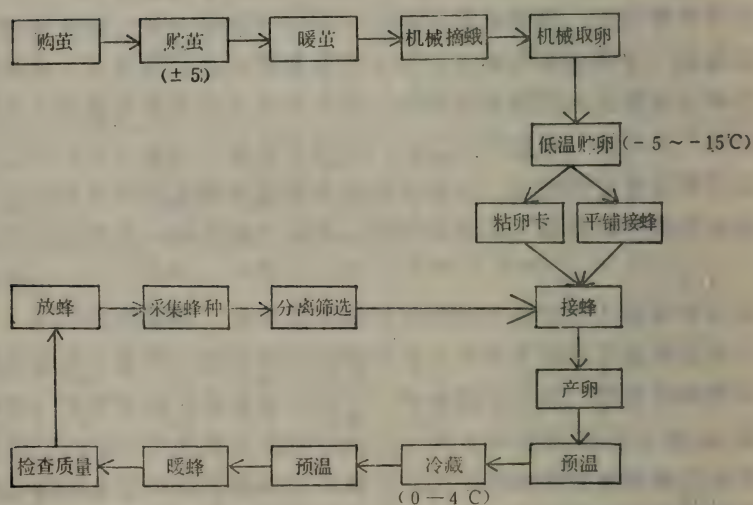 购茧 贮茧 暖茧 机械摘蛾 机械取卵
(±5)
低温贮卵 (-5~-15℃)
粘卵卡 平铺接蜂
放蜂 采集蜂种 分离筛选 接蜂
产卵
检查质量 暖蜂 预温 冷藏 预温
(0—4 C)